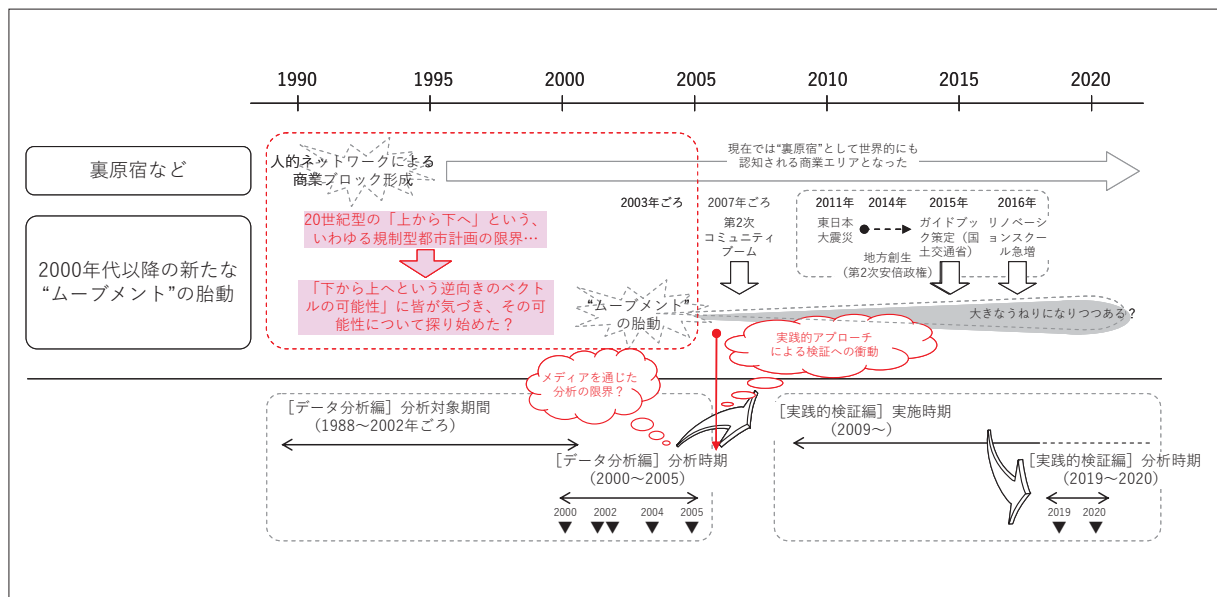 1990
1995
2000
2005
2010
2015
2020
裏原宿など
人的ネットワークによる
商業ブロック形成
現在では“裏原宿”として世界的にも
認知される商業エリアとなった
2000年代以降の新たな
“ムーブメント”の胎動
20世紀型の「上から下へ」という、
いわゆる規制型都市計画の限界…
「下から上へという逆向きのベクト
ルの可能性」に皆が気づき、その可
能性について探り始めた？
2003年ごろ
“ムーブメント”
の胎動
2007年ごろ
第2次
コミュニティ
ブーム
2011年
東日本
大震災
2014年
地方創生
（第2次安倍政権）
2015年
ガイドブッ
ク策定（国
土交通省）
2016年
リノベーシ
ョンスクー
ル急増
大きなうねりになりつつある？
実践的アプローチ
による検証への衝動
メディアを通じた
分析の限界？
［データ分析編］分析対象期間
（1988〜2002年ごろ）
［データ分析編］分析時期
（2000〜2005）
2000
2002
2004
2005
［実践的検証編］実施時期
（2009〜）
［実践的検証編］分析時期
（2019〜2020）
2019
2020